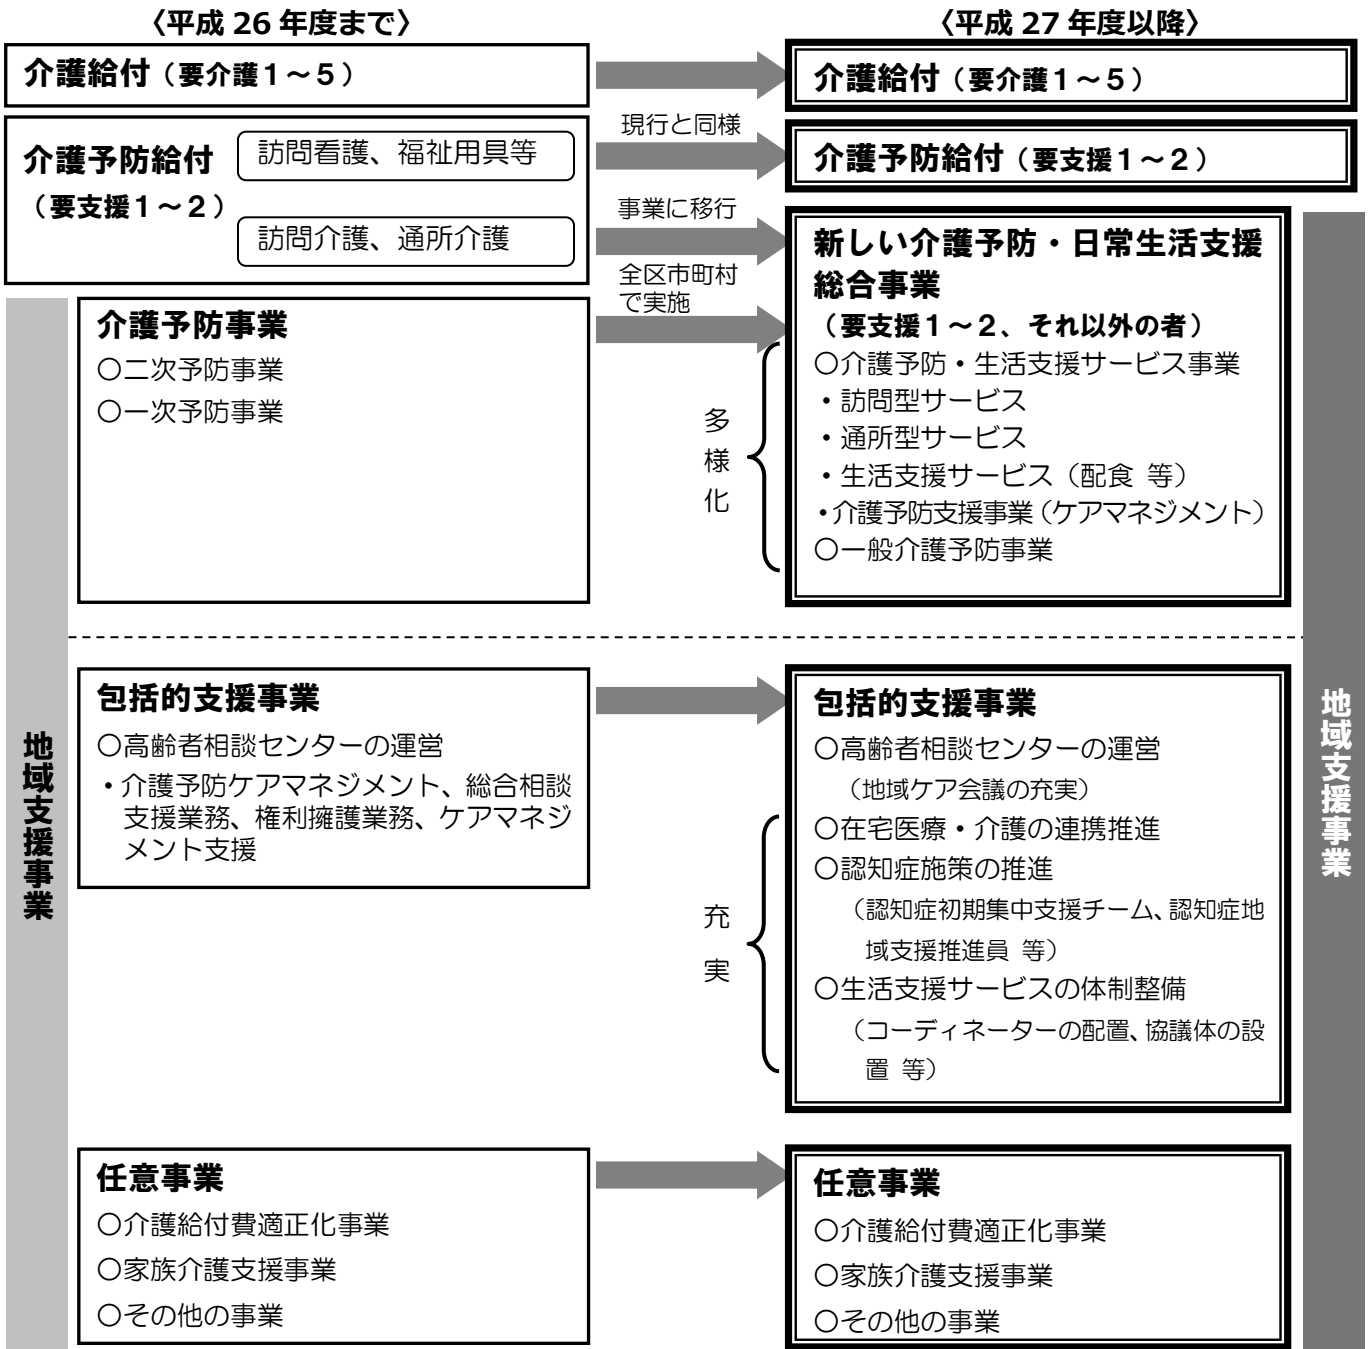 〈平成 26 年度まで〉
〈平成 27 年度以降〉
介護給付（要介護１～５）
介護給付（要介護１～５）
介護予防給付
（要支援１～２）
訪問看護、福祉用具等
訪問介護、通所介護
現行と同様
介護予防給付（要支援１～２）
事業に移行
全区市町村
で実施
地域支援事業
介護予防事業
〇二次予防事業
〇一次予防事業
多様化
新しい介護予防・日常生活支援
総合事業
（要支援１～２、それ以外の者）
〇介護予防・生活支援サービス事業
・訪問型サービス
・通所型サービス
・生活支援サービス（配食 等）
・介護予防支援事業（ケアマネジメント）
〇一般介護予防事業
包括的支援事業
〇高齢者相談センターの運営
・介護予防ケアマネジメント、総合相談
支援業務、権利擁護業務、ケアマネジ
メント支援
充実
包括的支援事業
〇高齢者相談センターの運営
（地域ケア会議の充実）
〇在宅医療・介護の連携推進
〇認知症施策の推進
（認知症初期集中支援チーム、認知症地
域支援推進員 等）
〇生活支援サービスの体制整備
（コーディネーターの配置、協議体の設
置 等）
地域支援事業
任意事業
〇介護給付費適正化事業
〇家族介護支援事業
〇その他の事業
任意事業
〇介護給付費適正化事業
〇家族介護支援事業
〇その他の事業